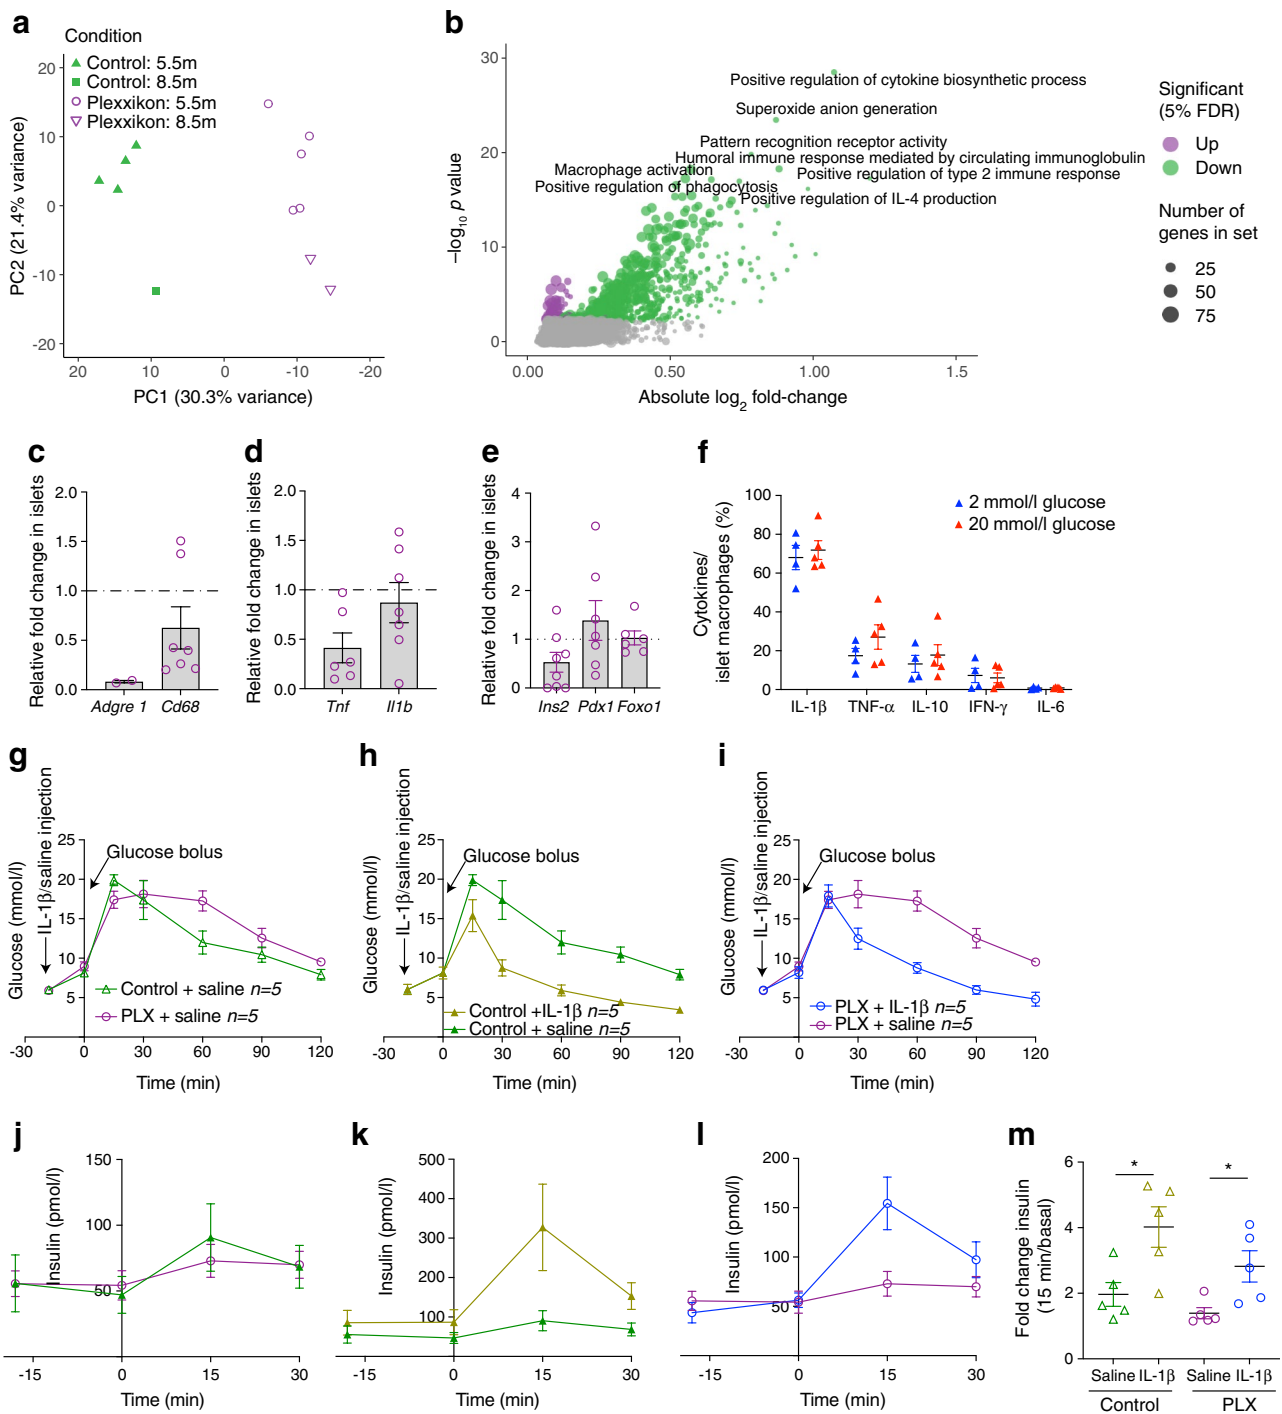 a
Condition
Control: 5.5m
Control: 8.5m
Plexxikon: 5.5m
Plexxikon: 8.5m
20
10
0
-10
-20
PC2 (21.4% variance)
20
10
0
-10
-20
PC1 (30.3% variance)
b
30
20
10
0
–log10 p value
Positive regulation of cytokine biosynthetic process
Superoxide anion generation
Pattern recognition receptor activity
Humoral immune response mediated by circulating immunoglobulin
Macrophage activation
Positive regulation of type 2 immune response
Positive regulation of phagocytosis
Positive regulation of IL-4 production
0.00
0.50
1.00
1.5
Absolute log2 fold-change
Significant
(5% FDR)
Up
Down
Number of
genes in set
25
50
75
c
Relative fold change in islets
2.0
1.5
1.0
0.5
0.0
Adgre 1
Cd68
d
Relative fold change in islets
2.0
1.5
1.0
0.5
0.0
Tnf
Il1b
e
Relative fold change in islets
4
3
2
1
0
Ins2
Pdx1
Foxo1
f
Cytokines/
islet macrophages (%)
100
80
60
40
20
0
2 mmol/l glucose
20 mmol/l glucose
IL-1β
TNF-α
IL-10
IFN-γ
IL-6
g
Glucose (mmol/l)
IL-1β/saline injection
Glucose bolus
25
20
15
10
5
Control + saline n=5
PLX + saline n=5
-30
0
30
60
90
120
Time (min)
h
Glucose (mmol/l)
IL-1β/saline injection
Glucose bolus
25
20
15
10
5
Control +IL-1β n=5
Control + saline n=5
-30
0
30
60
90
120
Time (min)
i
Glucose (mmol/l)
IL-1β/saline injection
Glucose bolus
25
20
15
10
5
PLX + IL-1β n=5
PLX + saline n=5
-30
0
30
60
90
120
Time (min)
j
Insulin (pmol/l)
150
100
50
-15
0
15
30
Time (min)
k
Insulin (pmol/l)
500
400
300
200
100
-15
0
15
30
Time (min)
l
Insulin (pmol/l)
200
150
100
50
-15
0
15
30
Time (min)
m
Fold change insulin
(15 min/basal)
6
4
2
0
*
*
Saline IL-1β
Saline IL-1β
Control
PLX